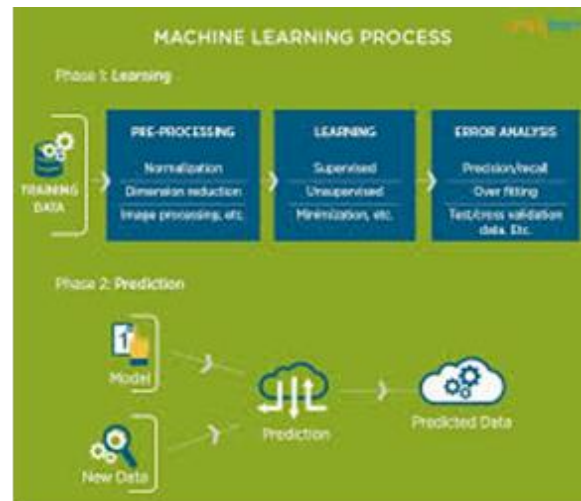 MACHINE LEARNING PROCESS
Phase 1: Learning
TRAINING
DATA
PRE-PROCESSING
Normalization
Dimension reduction
Image processing, etc.
LEARNING
Supervised
Unsupervised
Minimization, etc.
ERROR ANALYSIS
Precision/recall
Over fitting
Test/cross validation
data. Etc.
Phase 2: Prediction
Model
New Data
Prediction
Predicted Data